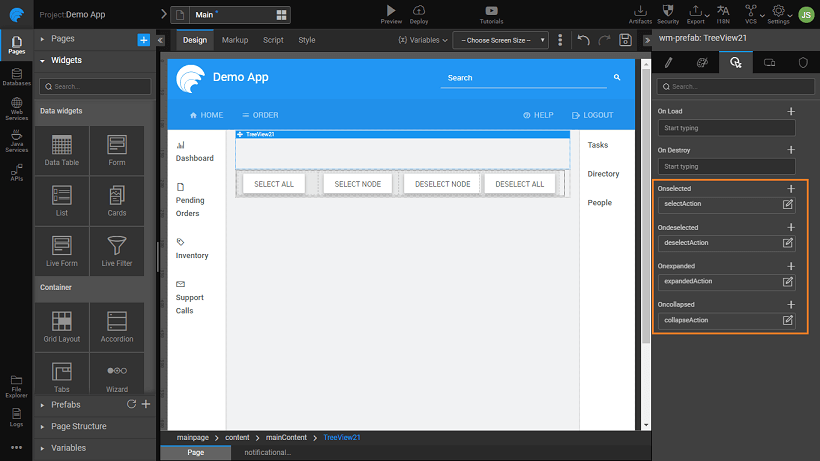 Project:Demo App
Main *
Preview
Deploy
Tutorials
Artifacts
Security
Export
I18N
VCS
Settings
JS
Pages
Databases
Web
Services
Java
Services
APIs
File
Explorer
Logs
Pages
Widgets
Search...
Data widgets
Data Table
Form
List
Cards
Live Form
Live Filter
Container
Grid Layout
Accordion
Tabs
Wizard
Prefabs
Page Structure
Variables
Design
Markup
Script
Style
(x) Variables
-- Choose Screen Size --
Demo App
Search
HOME
ORDER
HELP
LOGOUT
Dashboard
Pending
Orders
Inventory
Support
Calls
TreeView21
SELECT ALL
SELECT NODE
DESELECT NODE
DESELECT ALL
Tasks
Directory
People
mainpage > content > mainContent > TreeView21
Page
notificational...
wm-prefab: TreeView21
Search...
On Load
Start typing
On Destroy
Start typing
Onselected
selectAction
Ondeselected
deselectAction
Onexpanded
expandedAction
Oncollapsed
collapseAction